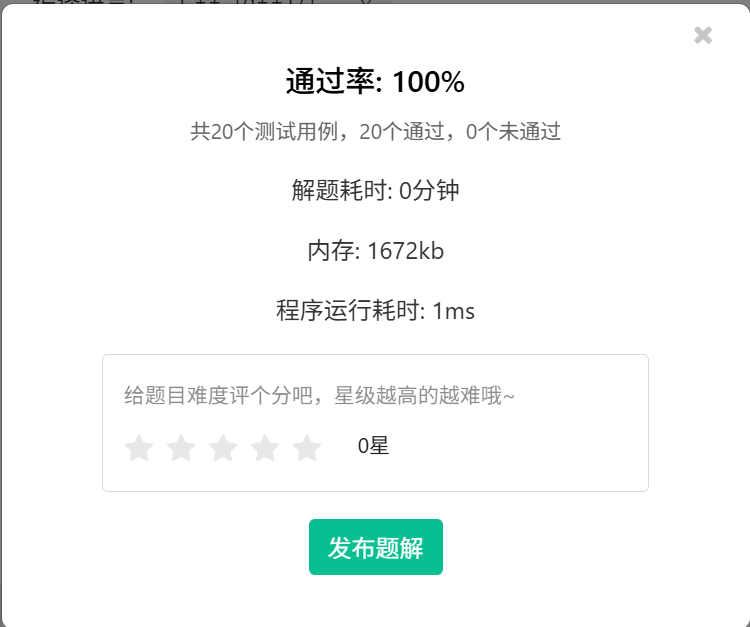 通过率: 100%
共20个测试用例，20个通过，0个未通过
解题耗时: 0分钟
内存: 1672kb
程序运行耗时: 1ms
给题目难度评个分吧，星级越高的越难哦~
0星
发布题解